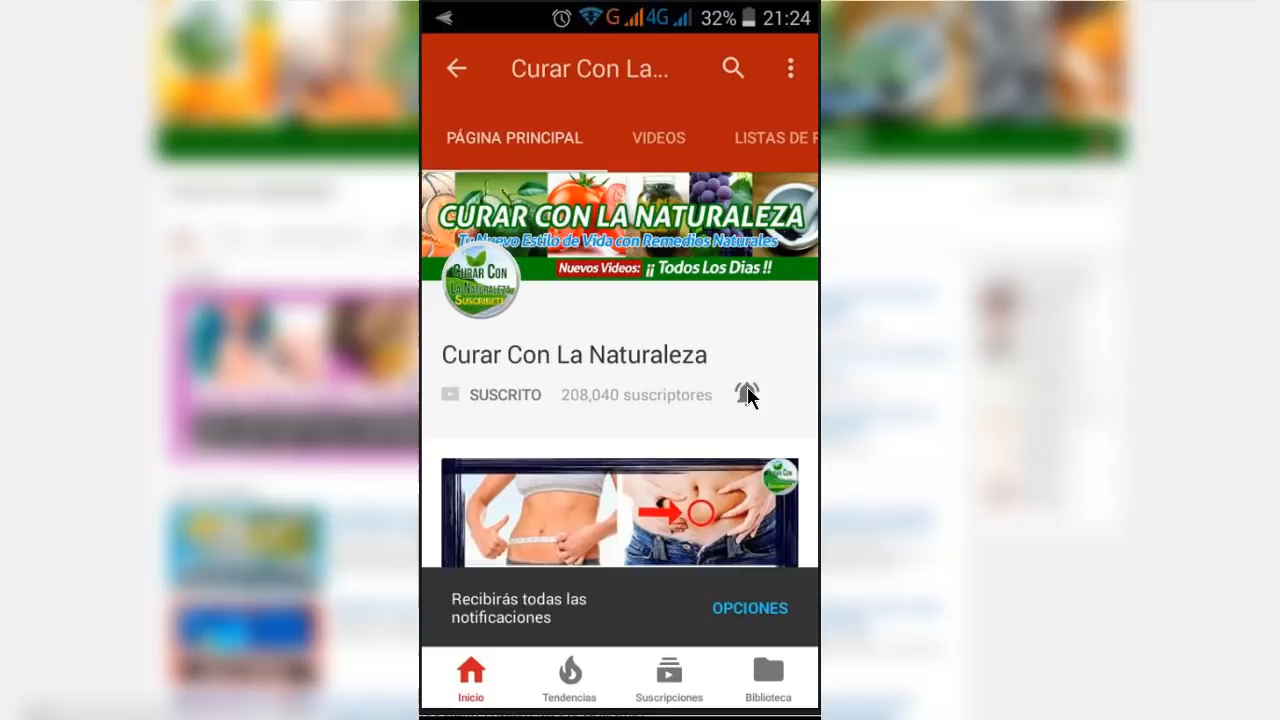 G 4G 32% 21:24
Curar Con La...
PÁGINA PRINCIPAL VIDEOS LISTAS DE
CURAR CON LA NATURALEZA
Tu Nuevo Estilo de Vida con Remedios Naturales
Nuevos Videos: ¡¡ Todos Los Dias !!
CURAR CON
LA NATURALEZA
SUSCRIBETE
Curar Con La Naturaleza
SUSCRITO 208,040 suscriptores
Recibirás todas las
notificaciones
OPCIONES
Inicio Tendencias Suscripciones Biblioteca